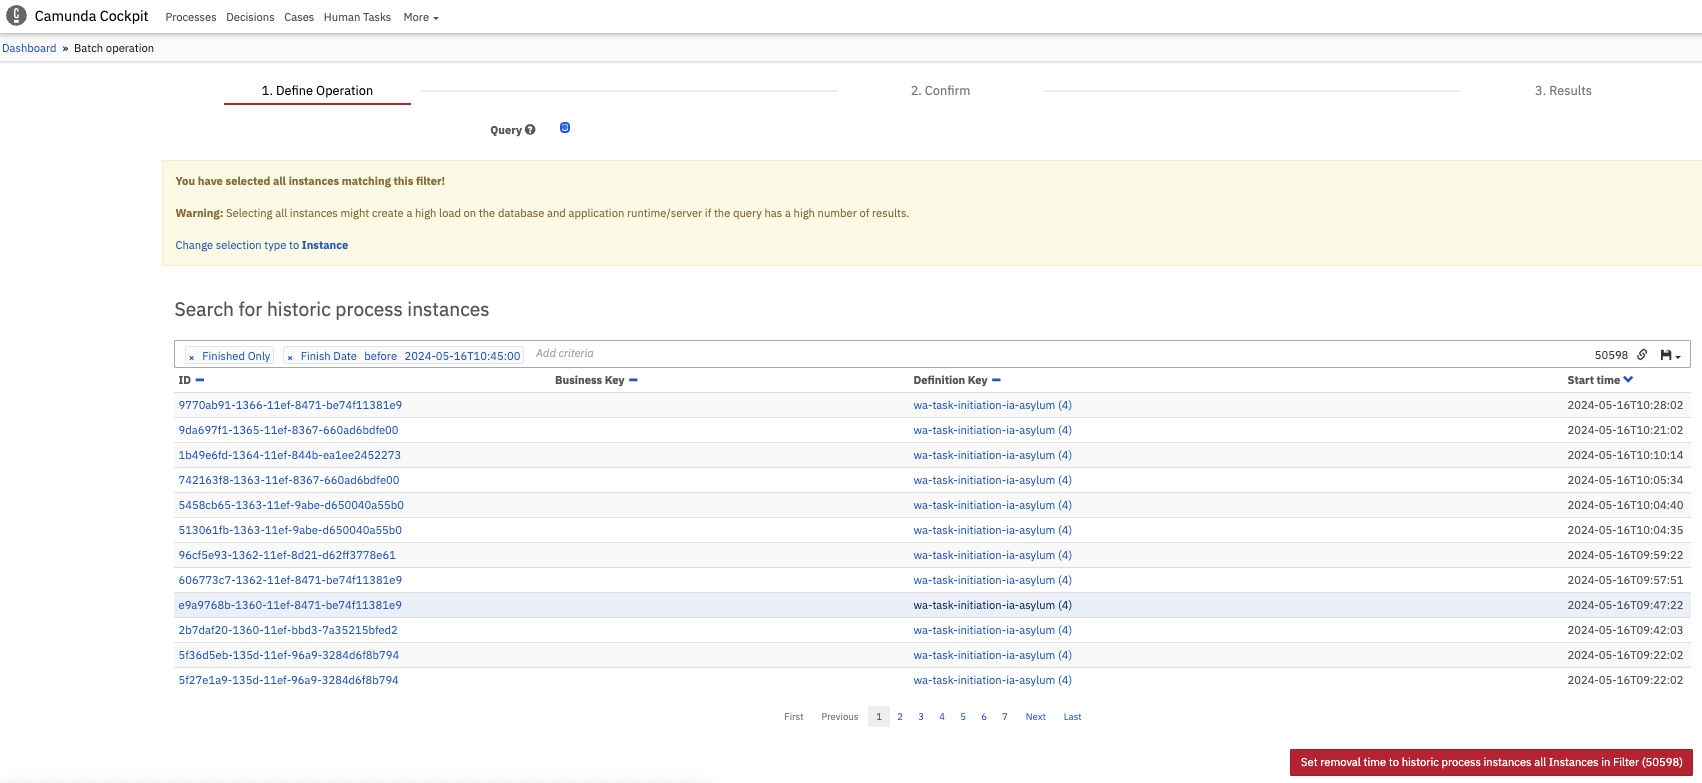 Camunda Cockpit Processes Decisions Cases Human Tasks More
Dashboard » Batch operation
1. Define Operation 2. Confirm 3. Results
Query
You have selected all instances matching this filter!
Warning: Selecting all instances might create a high load on the database and application runtime/server if the query has a high number of results.
Change selection type to Instance
Search for historic process instances
× Finished Only × Finish Date before 2024-05-16T10:45:00 Add criteria 50598
ID Business Key Definition Key Start time
9770ab91-1366-11ef-8471-be74f11381e9 wa-task-initiation-ia-asylum (4) 2024-05-16T10:28:02
9da697f1-1365-11ef-8367-660ad6bdfe00 wa-task-initiation-ia-asylum (4) 2024-05-16T10:21:02
1b49e6fd-1364-11ef-844b-ea1ee2452273 wa-task-initiation-ia-asylum (4) 2024-05-16T10:10:14
742163f8-1363-11ef-8367-660ad6bdfe00 wa-task-initiation-ia-asylum (4) 2024-05-16T10:05:34
5458cb65-1363-11ef-9abe-d650040a55b0 wa-task-initiation-ia-asylum (4) 2024-05-16T10:04:40
513061fb-1363-11ef-9abe-d650040a55b0 wa-task-initiation-ia-asylum (4) 2024-05-16T10:04:35
96cf5e93-1362-11ef-8d21-d62ff3778e61 wa-task-initiation-ia-asylum (4) 2024-05-16T09:59:22
606773c7-1362-11ef-8471-be74f11381e9 wa-task-initiation-ia-asylum (4) 2024-05-16T09:57:51
e9a9768b-1360-11ef-8471-be74f11381e9 wa-task-initiation-ia-asylum (4) 2024-05-16T09:47:22
2b7daf20-1360-11ef-bbd3-7a35215bfed2 wa-task-initiation-ia-asylum (4) 2024-05-16T09:42:03
5f36d5eb-135d-11ef-96a9-3284d6f8b794 wa-task-initiation-ia-asylum (4) 2024-05-16T09:22:02
5f27e1a9-135d-11ef-96a9-3284d6f8b794 wa-task-initiation-ia-asylum (4) 2024-05-16T09:22:02
First Previous 1 2 3 4 5 6 7 Next Last
Set removal time to historic process instances all Instances in Filter (50598)